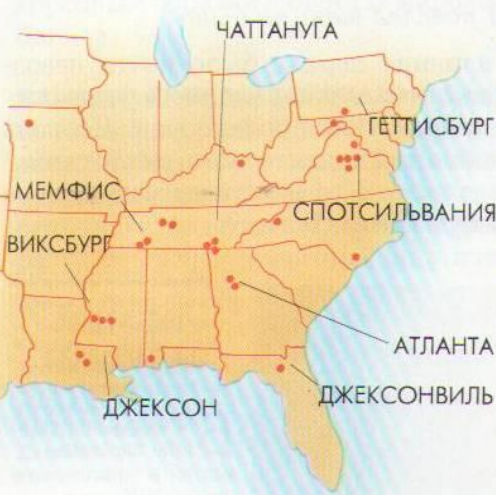 ЧАТТАНУГА
ГЕТТИСБУРГ
МЕМФИС
СПОТСИЛЬВАНИЯ
ВИКСБУРГ
АТЛАНТА
ДЖЕКСОНВИЛЬ
ДЖЕКСОН